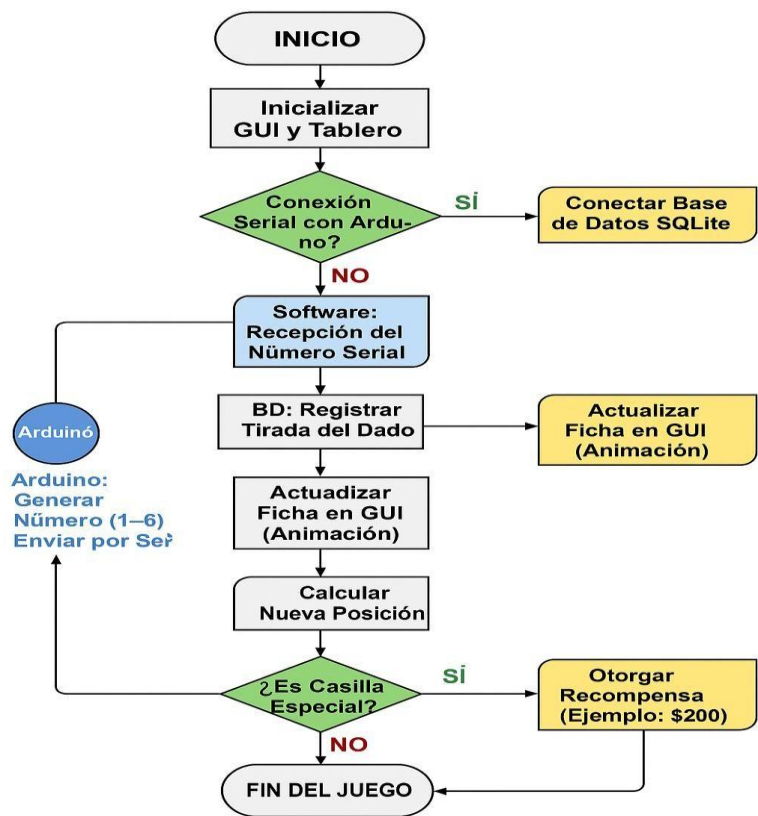 INICIO
Inicializar
GUI y Tablero
Conexión
Serial con Ardu-
no?
SÍ
Conectar Base
de Datos SQLite
NO
Software:
Recepción del
Nümero Serial
Arduinó
Arduino:
Generar
Nűmero (1–6)
Enviar por Ser
BD: Registrar
Tirada del Dado
Actualizar
Ficha en GUI
(Animación)
Actuadizar
Ficha en GUI
(Animación)
Calcular
Nueva Posición
¿Es Casilla
Especial?
SÍ
Otorgar
Recompensa
(Ejemplo: $200)
NO
FIN DEL JUEGO